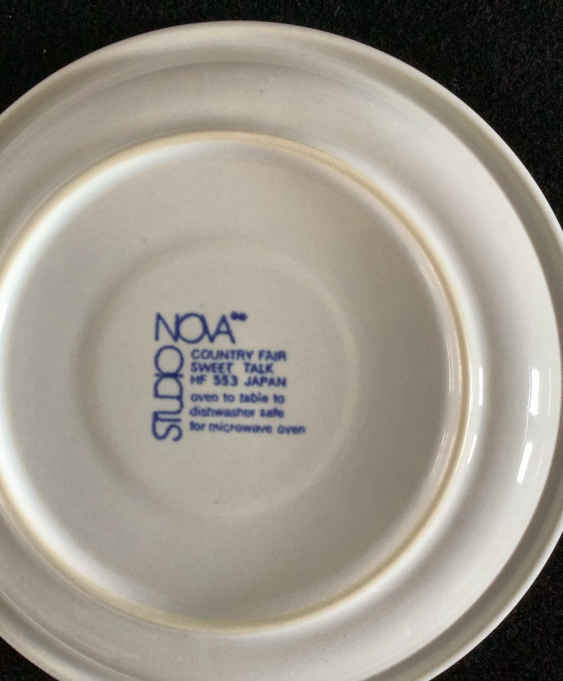 NOVA
STUDIO
COUNTRY FAIR
SWEET TALK
HF 553 JAPAN
oven to table to
dishwasher safe
for microwave oven